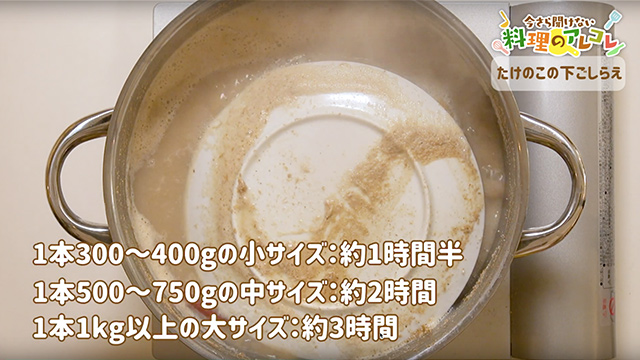 今さら聞けない
料理のアレコレ
たけのこの下ごしらえ
1本300〜400gの小サイズ：約1時間半
1本500〜750gの中サイズ：約2時間
1本1kg以上の大サイズ：約3時間